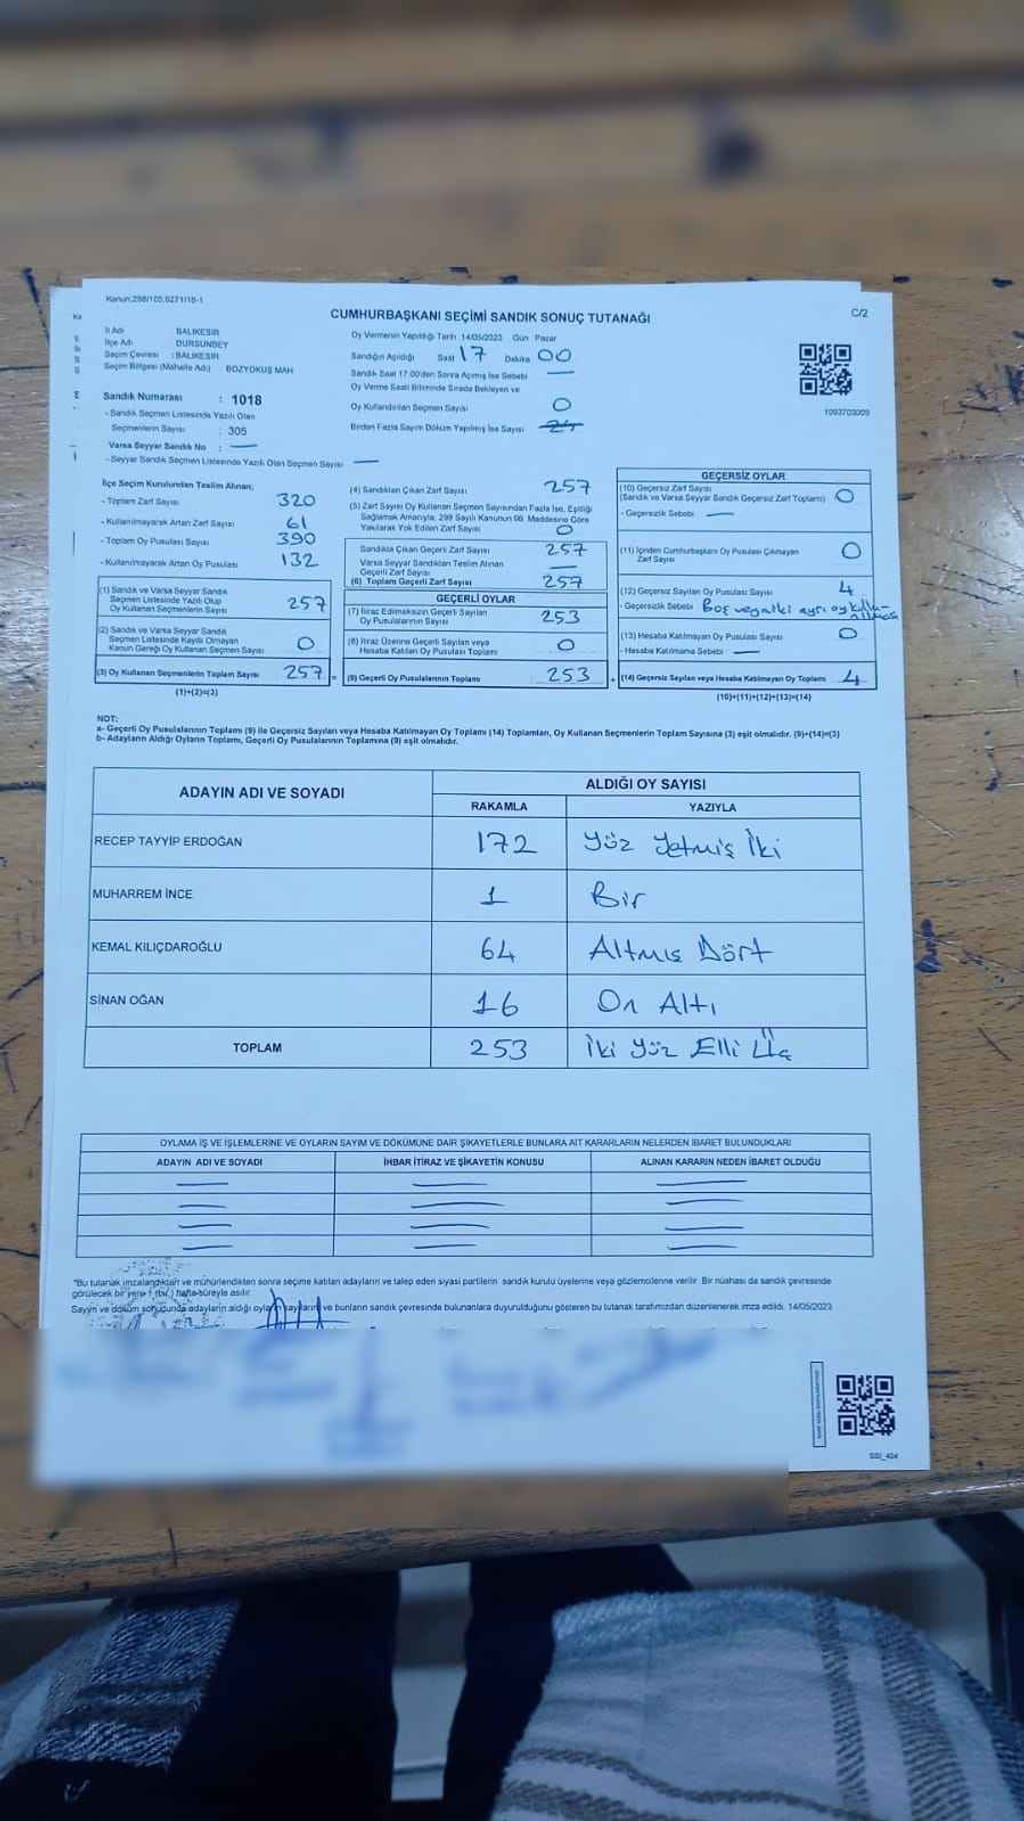 Kanun:298/105,6271/18-1
CUMHURBAŞKANI SEÇİMİ SANDIK SONUÇ TUTANAĞI
C/2
İl Adı BALIKESİR
İlçe Adı DURSUNBEY
Seçim Çevresi : BALIKESİR
Seçim Bölgesi (Mahalle Adı) BOZYOKUŞ MAH
Sandık Numarası : 1018
- Sandık Seçmen Listesinde Yazılı Olan
Seçmenlerin Sayısı : 305
Varsa Seyyar Sandık No :
- Seyyar Sandık Seçmen Listesinde Yazılı Olan Seçmen Sayısı
Oy Vermenin Yapıldığı Tarih 14/05/2023 Gün Pazar
Sandığın Açıldığı Saat 17 Dakika 00
Sandık Saat 17.00'den Sonra Açılmış İse Sebebi
Oy Verme Saati Bitiminde Sırada Bekleyen ve
Oy Kullandırılan Seçmen Sayısı 0
Birden Fazla Sayım Döküm Yapılmış İse Sayısı
1093703009
İlçe Seçim Kurulundan Teslim Alınan;
- Toplam Zarf Sayısı 320
- Kullanılmayarak Artan Zarf Sayısı 61
- Toplam Oy Pusulası Sayısı 390
- Kullanılmayarak Artan Oy Pusulası 132
(1) Sandık ve Varsa Seyyar Sandık
Seçmen Listesinde Yazılı Olup
Oy Kullanan Seçmenlerin Sayısı 257
(2) Sandık ve Varsa Seyyar Sandık
Seçmen Listesinde Kaydı Olmayan
Kanun Gereği Oy Kullanan Seçmen Sayısı 0
(3) Oy Kullanan Seçmenlerin Toplam Sayısı 257
(1)+(2)=(3)
(4) Sandıktan Çıkan Zarf Sayısı 257
(5) Zarf Sayısı Oy Kullanan Seçmen Sayısından Fazla İse, Eşitliği
Sağlamak Amacıyla, 298 Sayılı Kanunun 98. Maddesine Göre
Yakılarak Yok Edilen Zarf Sayısı 0
Sandıkta Çıkan Geçerli Zarf Sayısı 257
Varsa Seyyar Sandıktan Teslim Alınan
Geçerli Zarf Sayısı
(6) Toplam Geçerli Zarf Sayısı 257
GEÇERLİ OYLAR
(7) İtiraz Edilmeksizin Geçerli Sayılan
Oy Pusulalarının Sayısı 253
(8) İtiraz Üzerine Geçerli Sayılan veya
Hesaba Katılan Oy Pusulası Toplamı 0
(9) Geçerli Oy Pusulalarının Toplamı 253
GEÇERSİZ OYLAR
(10) Geçersiz Zarf Sayısı
(Sandık ve Varsa Seyyar Sandık Geçersiz Zarf Toplamı) 0
- Geçersizlik Sebebi
(11) İçinden Cumhurbaşkanı Oy Pusulası Çıkmayan
Zarf Sayısı 0
(12) Geçersiz Sayılan Oy Pusulası Sayısı 4
- Geçersizlik Sebebi Boş veya iki ayrı oy kulla-
nılması
(13) Hesaba Katılmayan Oy Pusulası Sayısı 0
- Hesaba Katılmama Sebebi
(14) Geçersiz Sayılan veya Hesaba Katılmayan Oy Toplamı 4
(10)+(11)+(12)+(13)=(14)
NOT:
a- Geçerli Oy Pusulalarının Toplamı (9) ile Geçersiz Sayılan veya Hesaba Katılmayan Oy Toplamı (14) Toplamları, Oy Kullanan Seçmenlerin Toplam Sayısına (3) eşit olmalıdır. (9)+(14)=(3)
b- Adayların Aldığı Oyların Toplamı, Geçerli Oy Pusulalarının Toplamına (9) eşit olmalıdır.
ADAYIN ADI VE SOYADI
ALDIĞI OY SAYISI
RAKAMLA YAZIYLA
RECEP TAYYİP ERDOĞAN 172 Yüz Yetmiş İki
MUHARREM İNCE 1 Bir
KEMAL KILIÇDAROĞLU 64 Altmış Dört
SİNAN OĞAN 16 On Altı
TOPLAM 253 İki Yüz Elli Üç
OYLAMA İŞ VE İŞLEMLERİNE VE OYLARIN SAYIM VE DÖKÜMÜNE DAİR ŞİKAYETLERLE BUNLARA AİT KARARLARIN NELERDEN İBARET BULUNDUKLARI
ADAYIN ADI VE SOYADI İHBAR İTİRAZ VE ŞİKAYETİN KONUSU ALINAN KARARIN NEDEN İBARET OLDUĞU
"Bu tutanak imzalandıktan ve mühürlendikten sonra seçime katılan adayların ve talep eden siyasi partilerin sandık kurulu üyelerine veya gözlemcilerine verilir. Bir nüshası da sandık çevresinde
görülecek bir yere 1 (bir) hafta süreyle asılır.
Sayım ve döküm sonucunda adayların aldığı oyların sayılarını ve bunların sandık çevresinde bulunanlara duyurulduğunu gösteren bu tutanak tarafımızdan düzenlenerek imza edildi. 14/05/2023
SSI_404